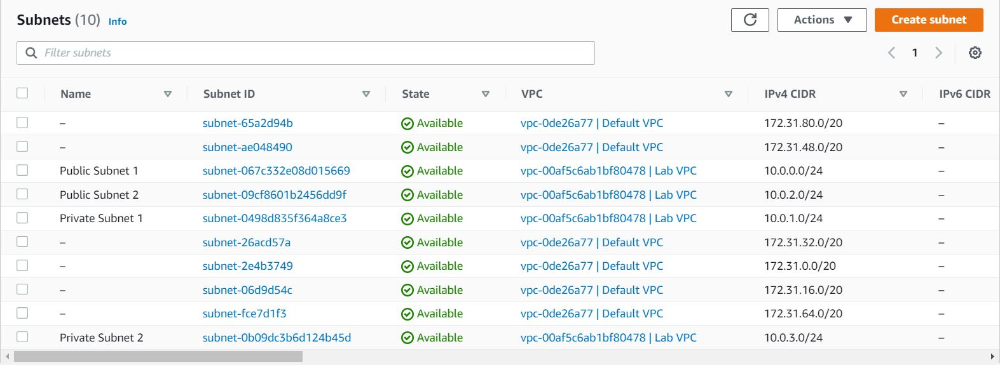 Subnets (10) Info Actions Create subnet
Filter subnets 1
Name Subnet ID State VPC IPv4 CIDR IPv6 CIDR
– subnet-65a2d94b Available vpc-0de26a77 | Default VPC 172.31.80.0/20 –
– subnet-ae048490 Available vpc-0de26a77 | Default VPC 172.31.48.0/20 –
Public Subnet 1 subnet-067c332e08d015669 Available vpc-00af5c6ab1bf80478 | Lab VPC 10.0.0.0/24 –
Public Subnet 2 subnet-09cf8601b2456dd9f Available vpc-00af5c6ab1bf80478 | Lab VPC 10.0.2.0/24 –
Private Subnet 1 subnet-0498d835f364a8ce3 Available vpc-00af5c6ab1bf80478 | Lab VPC 10.0.1.0/24 –
– subnet-26acd57a Available vpc-0de26a77 | Default VPC 172.31.32.0/20 –
– subnet-2e4b3749 Available vpc-0de26a77 | Default VPC 172.31.0.0/20 –
– subnet-06d9d54c Available vpc-0de26a77 | Default VPC 172.31.16.0/20 –
– subnet-fce7d1f3 Available vpc-0de26a77 | Default VPC 172.31.64.0/20 –
Private Subnet 2 subnet-0b09dc3b6d124b45d Available vpc-00af5c6ab1bf80478 | Lab VPC 10.0.3.0/24 –